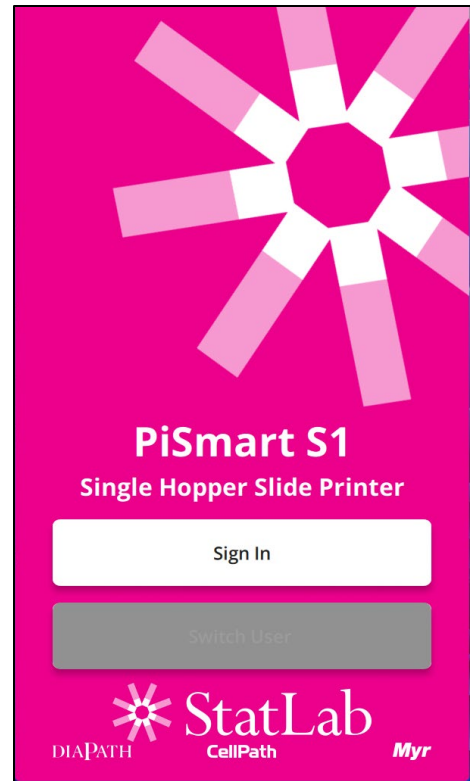 PiSmart S1
Single Hopper Slide Printer
Sign In
Switch User
StatLab
DIAPATH CellPath Myr